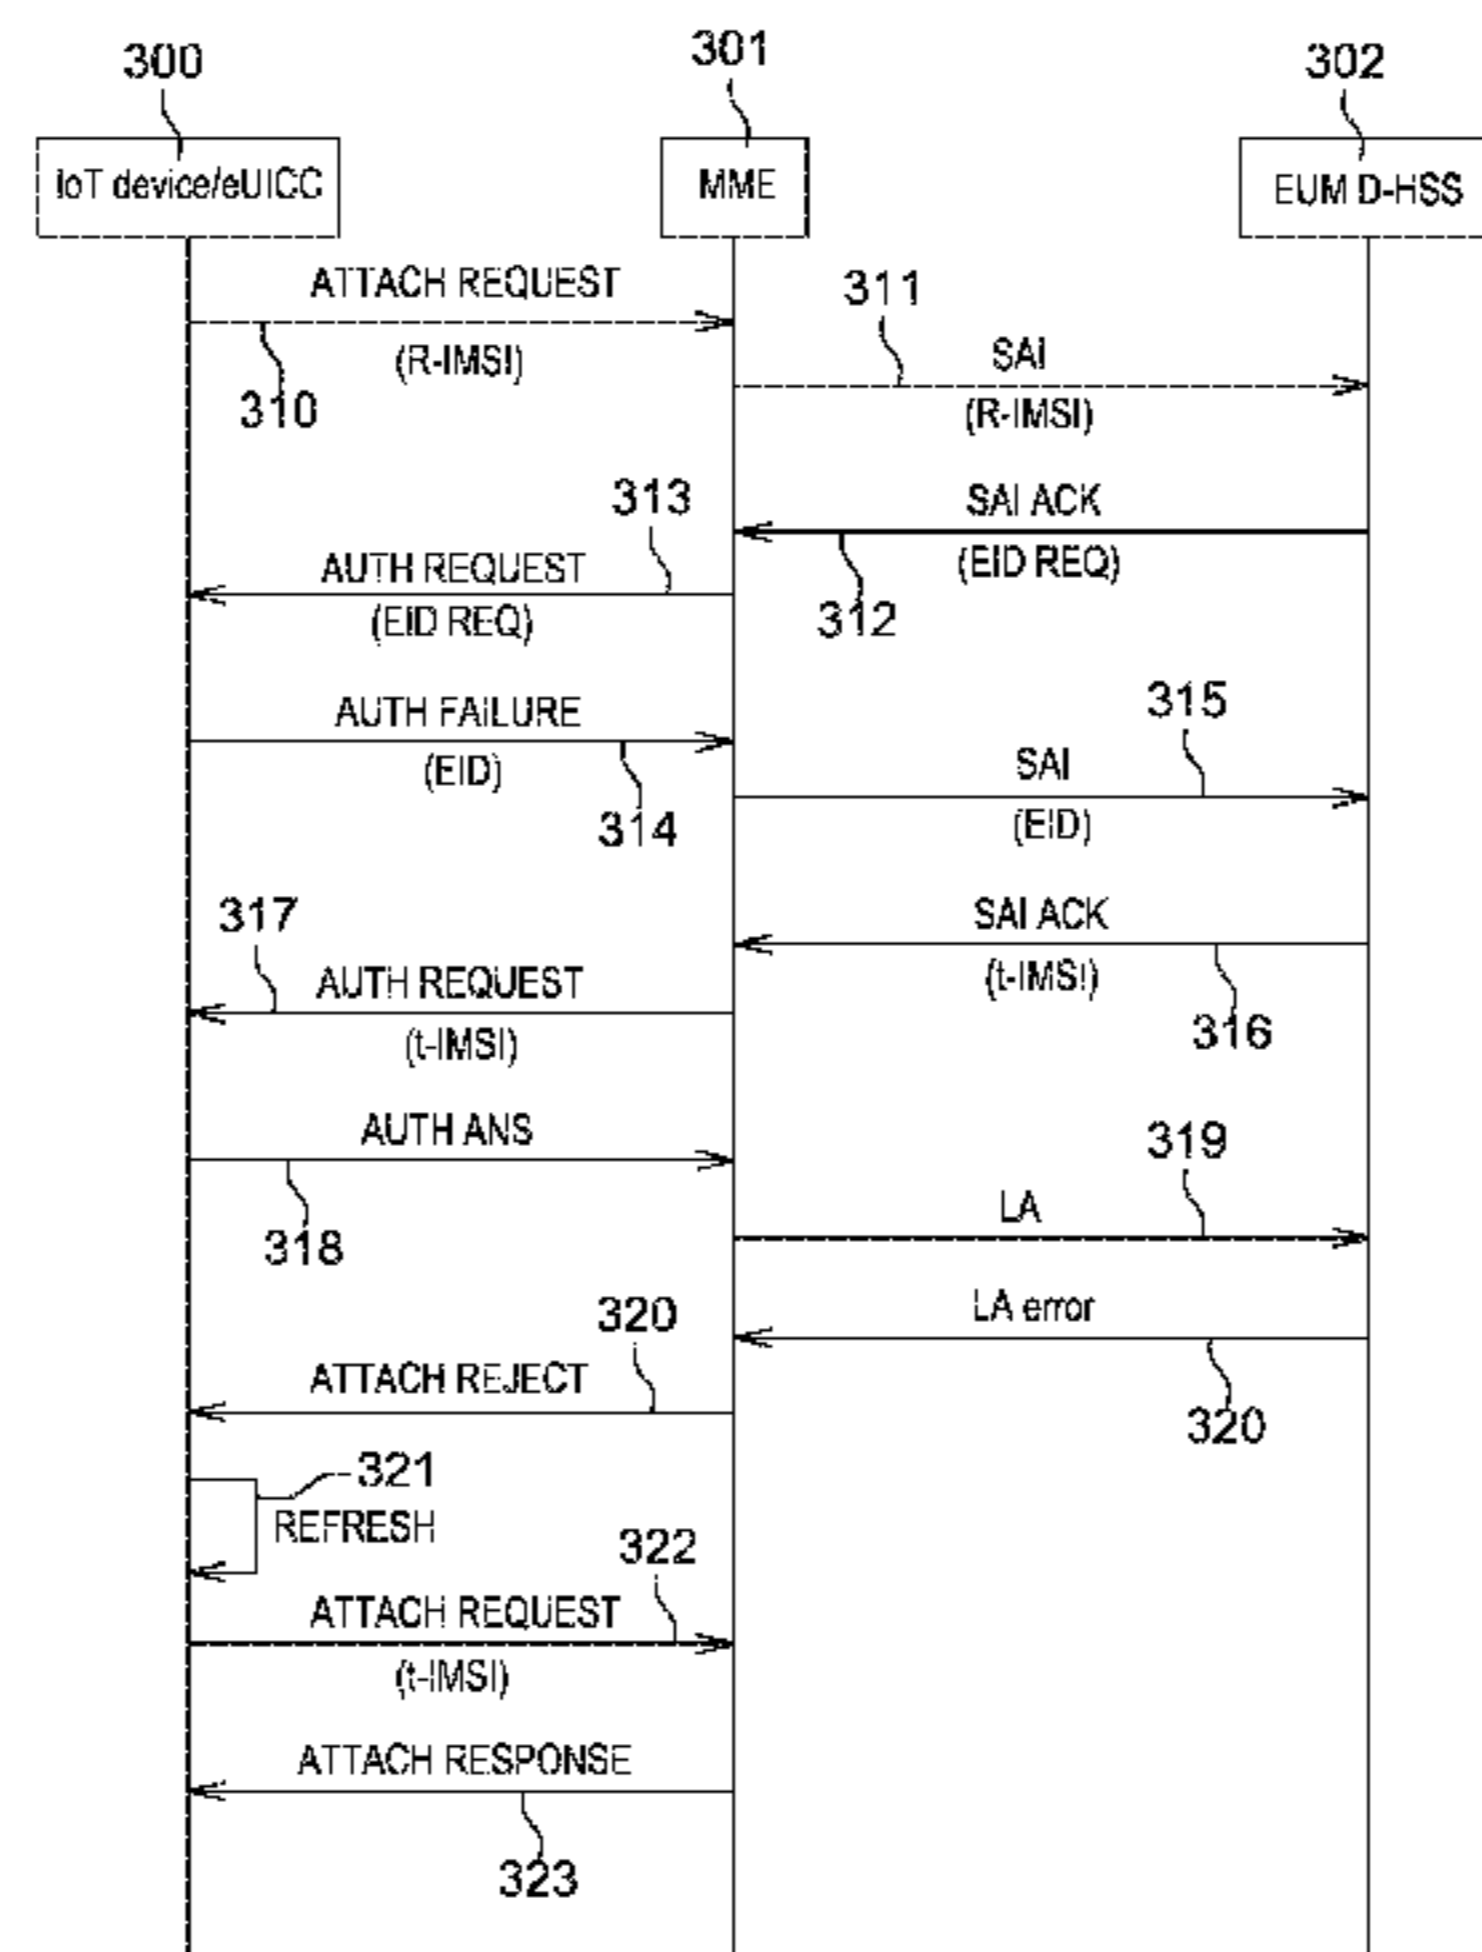 300
301
302
IoT device/eUICC
MME
EUM D-HSS
ATTACH REQUEST
(R-IMSI)
310
311
SAI
(R-IMSI)
SAI ACK
(EID REQ)
312
313
AUTH REQUEST
(EID REQ)
AUTH FAILURE
(EID)
314
315
SAI
(EID)
SAI ACK
(t-IMSI)
316
317
AUTH REQUEST
(t-IMSI)
AUTH ANS
318
319
LA
LA error
320
320
ATTACH REJECT
321
REFRESH
322
ATTACH REQUEST
(t-IMSI)
ATTACH RESPONSE
323